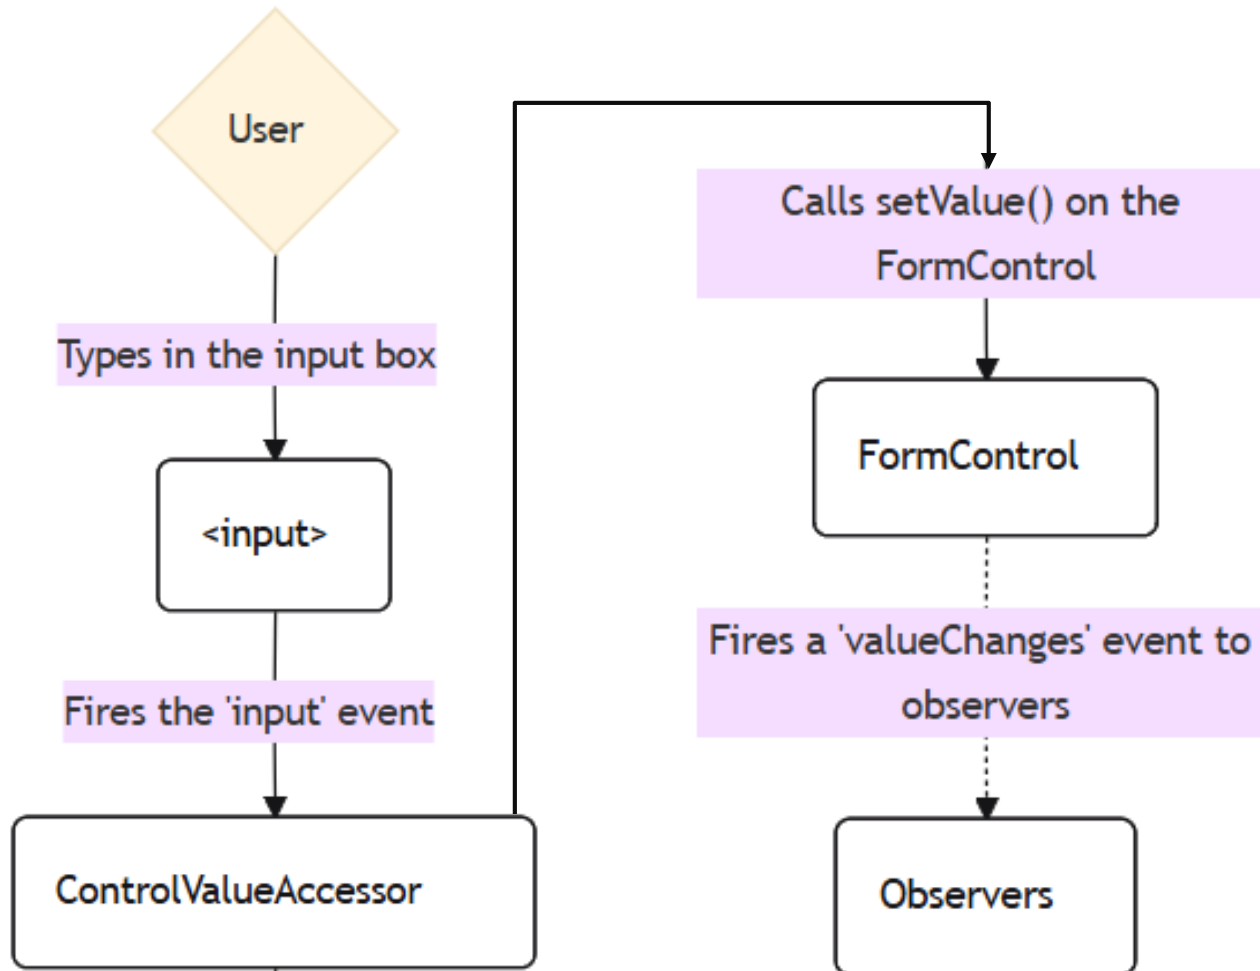 User
Types in the input box
<input>
Fires the 'input' event
ControlValueAccessor
Calls setValue() on the
FormControl
FormControl
Fires a 'valueChanges' event to
observers
Observers